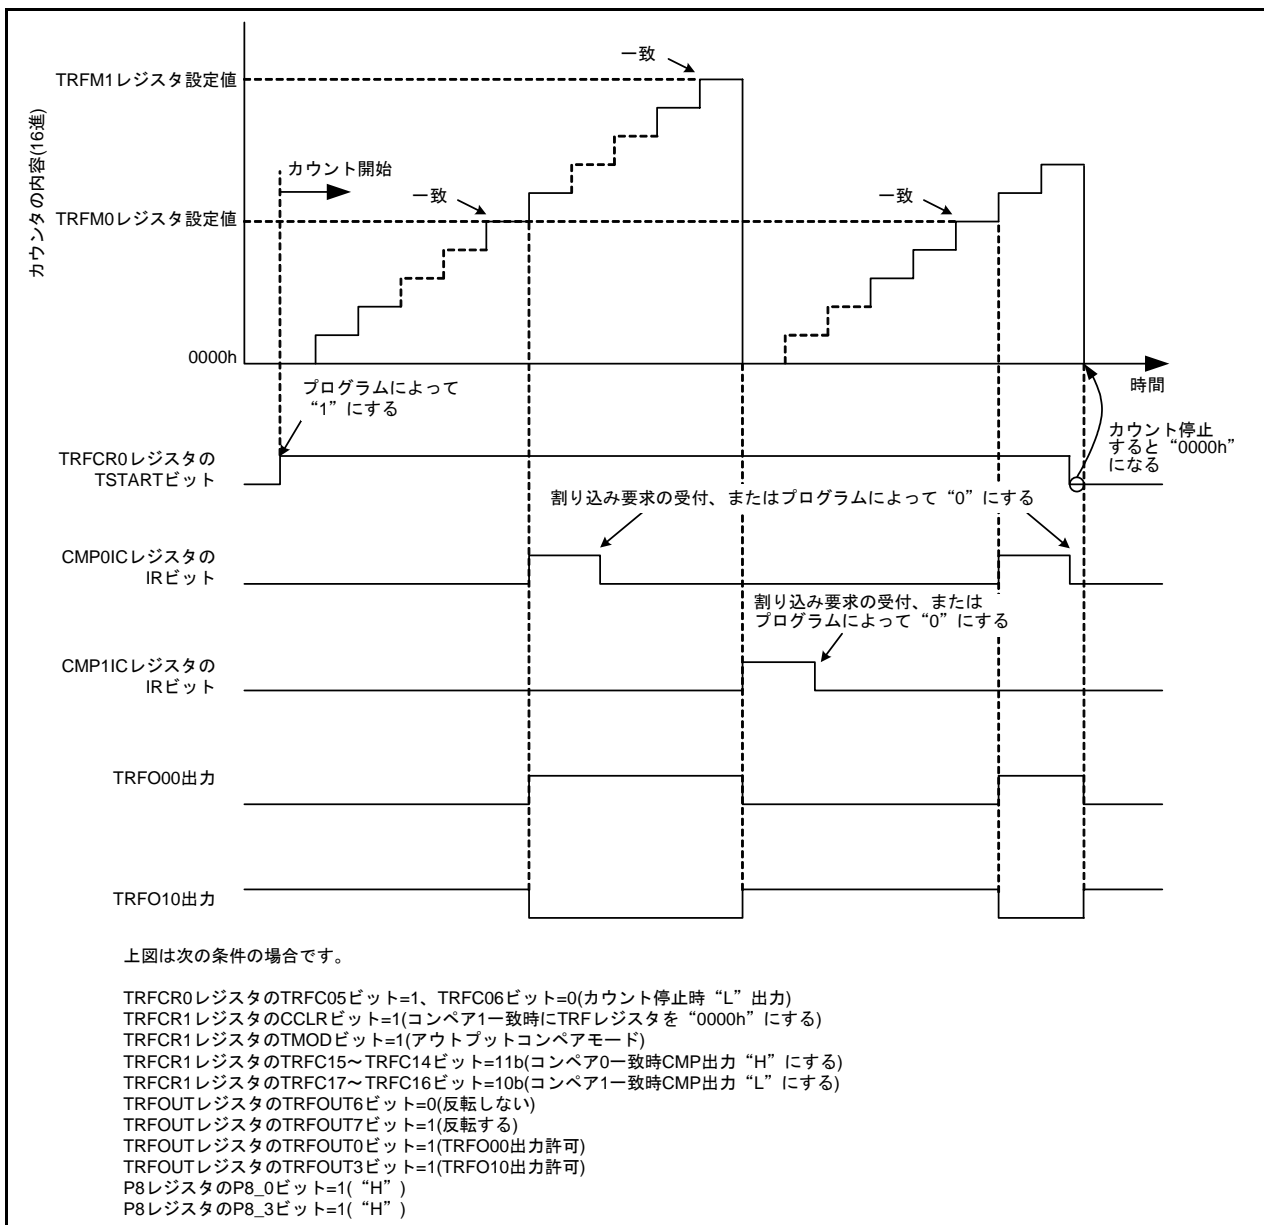 一致
TRFM1レジスタ設定値
カウンタの内容(16進)
カウント開始
一致
一致
TRFM0レジスタ設定値
0000h
時間
プログラムによって
“1”にする
カウント停止
すると“0000h”
になる
TRFCR0レジスタの
TSTARTビット
割り込み要求の受付、またはプログラムによって“0”にする
CMP0ICレジスタの
IRビット
割り込み要求の受付、または
プログラムによって“0”にする
CMP1ICレジスタの
IRビット
TRFO00出力
TRFO10出力
上図は次の条件の場合です。
TRFCR0レジスタのTRFC05ビット=1、TRFC06ビット=0(カウント停止時“L”出力)
TRFCR1レジスタのCCLRビット=1(コンペア1一致時にTRFレジスタを“0000h”にする)
TRFCR1レジスタのTMODビット=1(アウトプットコンペアモード)
TRFCR1レジスタのTRFC15～TRFC14ビット=11b(コンペア0一致時CMP出力“H”にする)
TRFCR1レジスタのTRFC17～TRFC16ビット=10b(コンペア1一致時CMP出力“L”にする)
TRFOUTレジスタのTRFOUT6ビット=0(反転しない)
TRFOUTレジスタのTRFOUT7ビット=1(反転する)
TRFOUTレジスタのTRFOUT0ビット=1(TRFO00出力許可)
TRFOUTレジスタのTRFOUT3ビット=1(TRFO10出力許可)
P8レジスタのP8_0ビット=1(“H”)
P8レジスタのP8_3ビット=1(“H”)